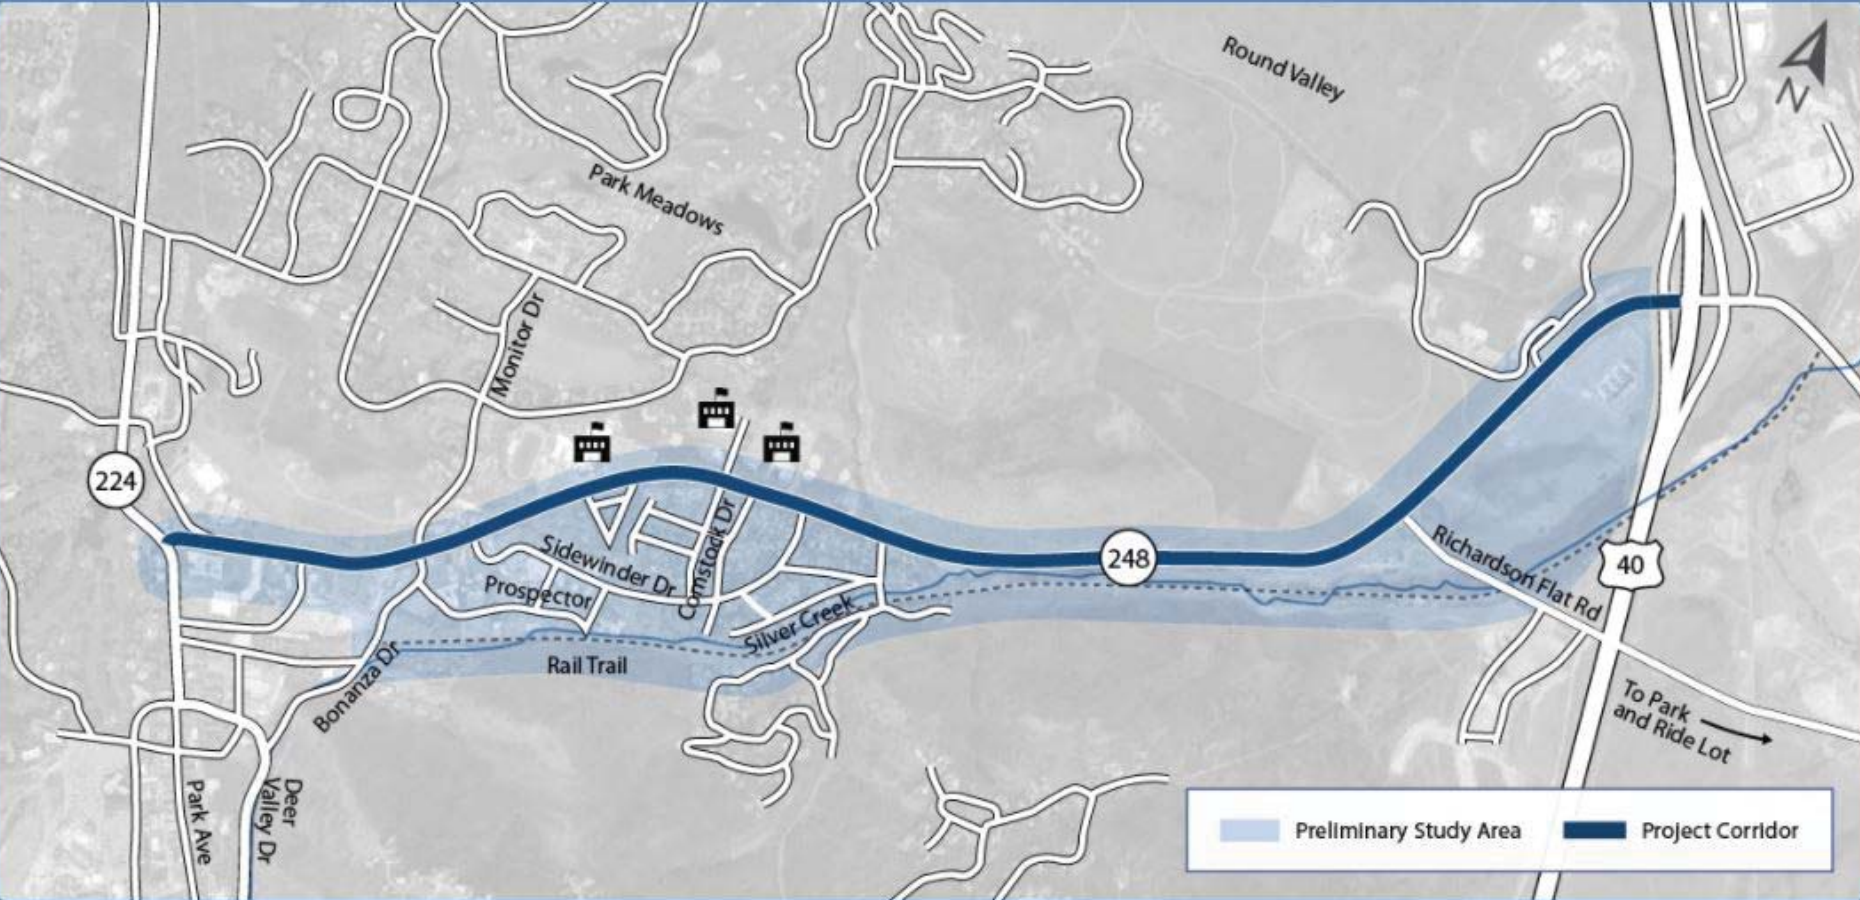 Round Valley
N
Park Meadows
Monitor Dr
224
248
40
Sidewinder Dr
Comstock Dr
Prospector
Silver Creek
Rail Trail
Bonanza Dr
Richardson Flat Rd
To Park
and Ride Lot
Park Ave
Deer
Valley Dr
Preliminary Study Area
Project Corridor